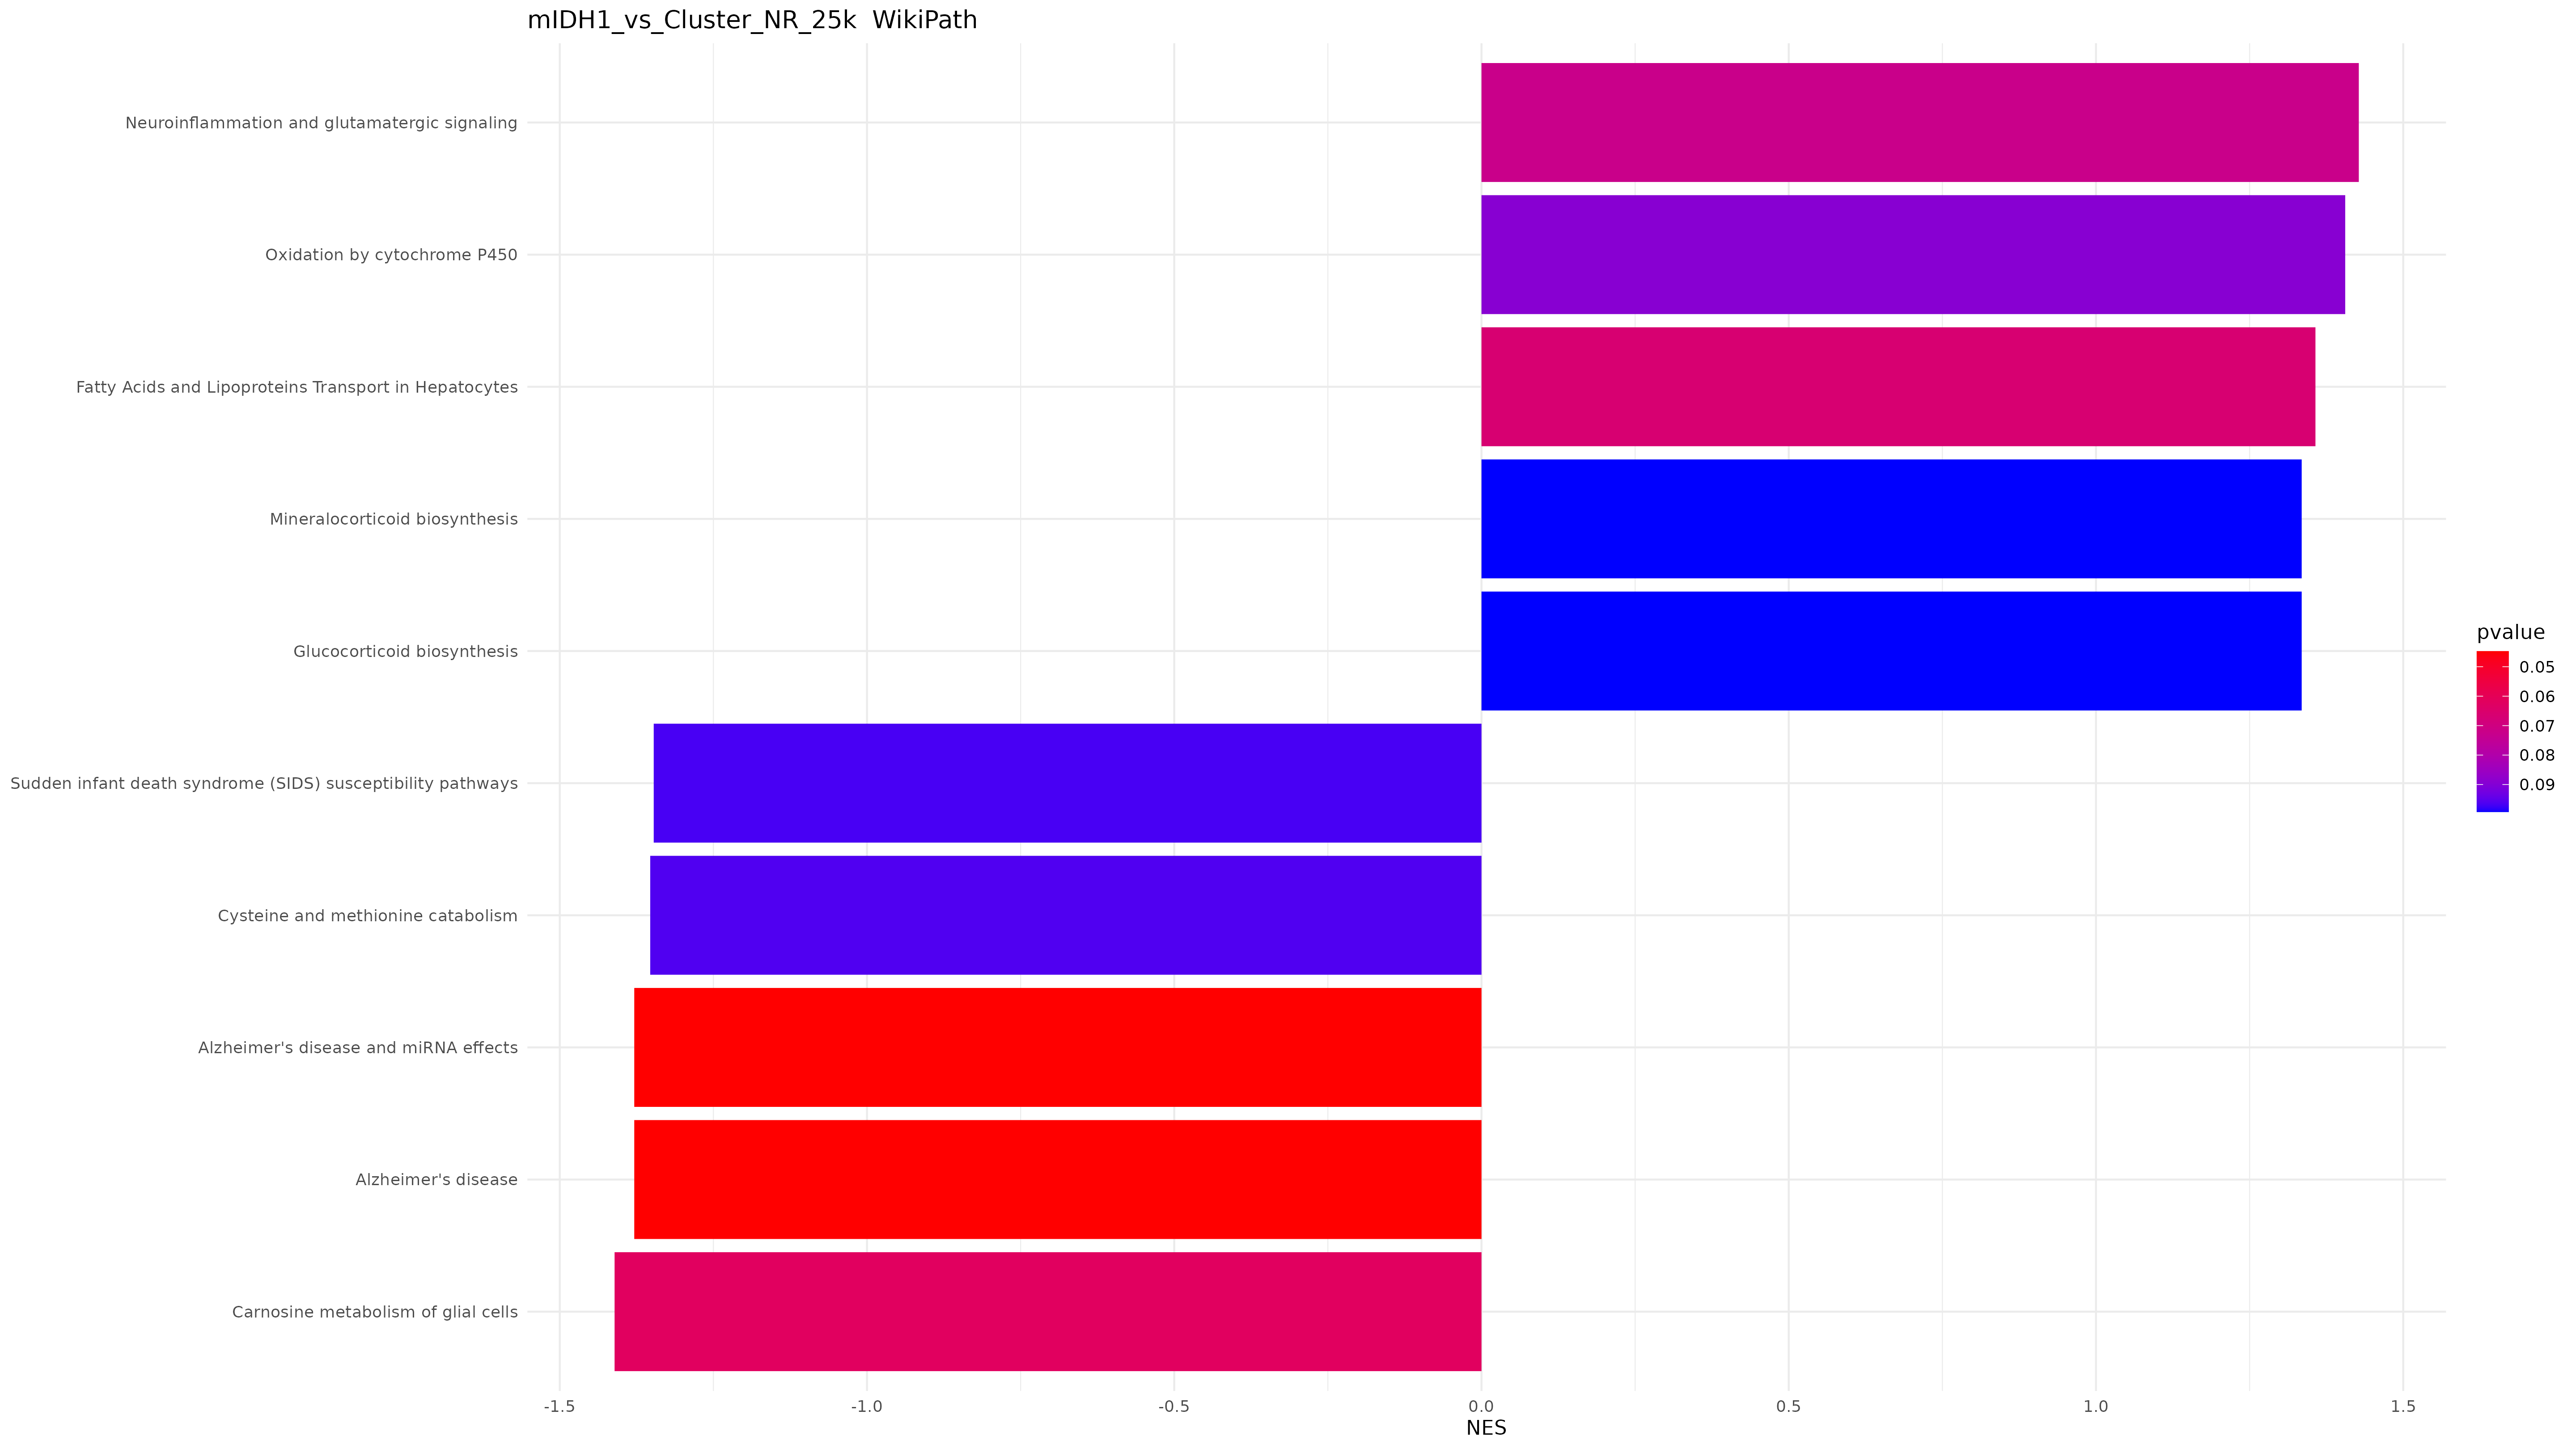 mIDH1_vs_Cluster_NR_25k  WikiPath
Neuroinflammation and glutamatergic signaling
Oxidation by cytochrome P450
Fatty Acids and Lipoproteins Transport in Hepatocytes
Mineralocorticoid biosynthesis
Glucocorticoid biosynthesis
Sudden infant death syndrome (SIDS) susceptibility pathways
Cysteine and methionine catabolism
Alzheimer's disease and miRNA effects
Alzheimer's disease
Carnosine metabolism of glial cells
-1.5 -1.0 -0.5 0.0 0.5 1.0 1.5
NES
pvalue
0.05
0.06
0.07
0.08
0.09